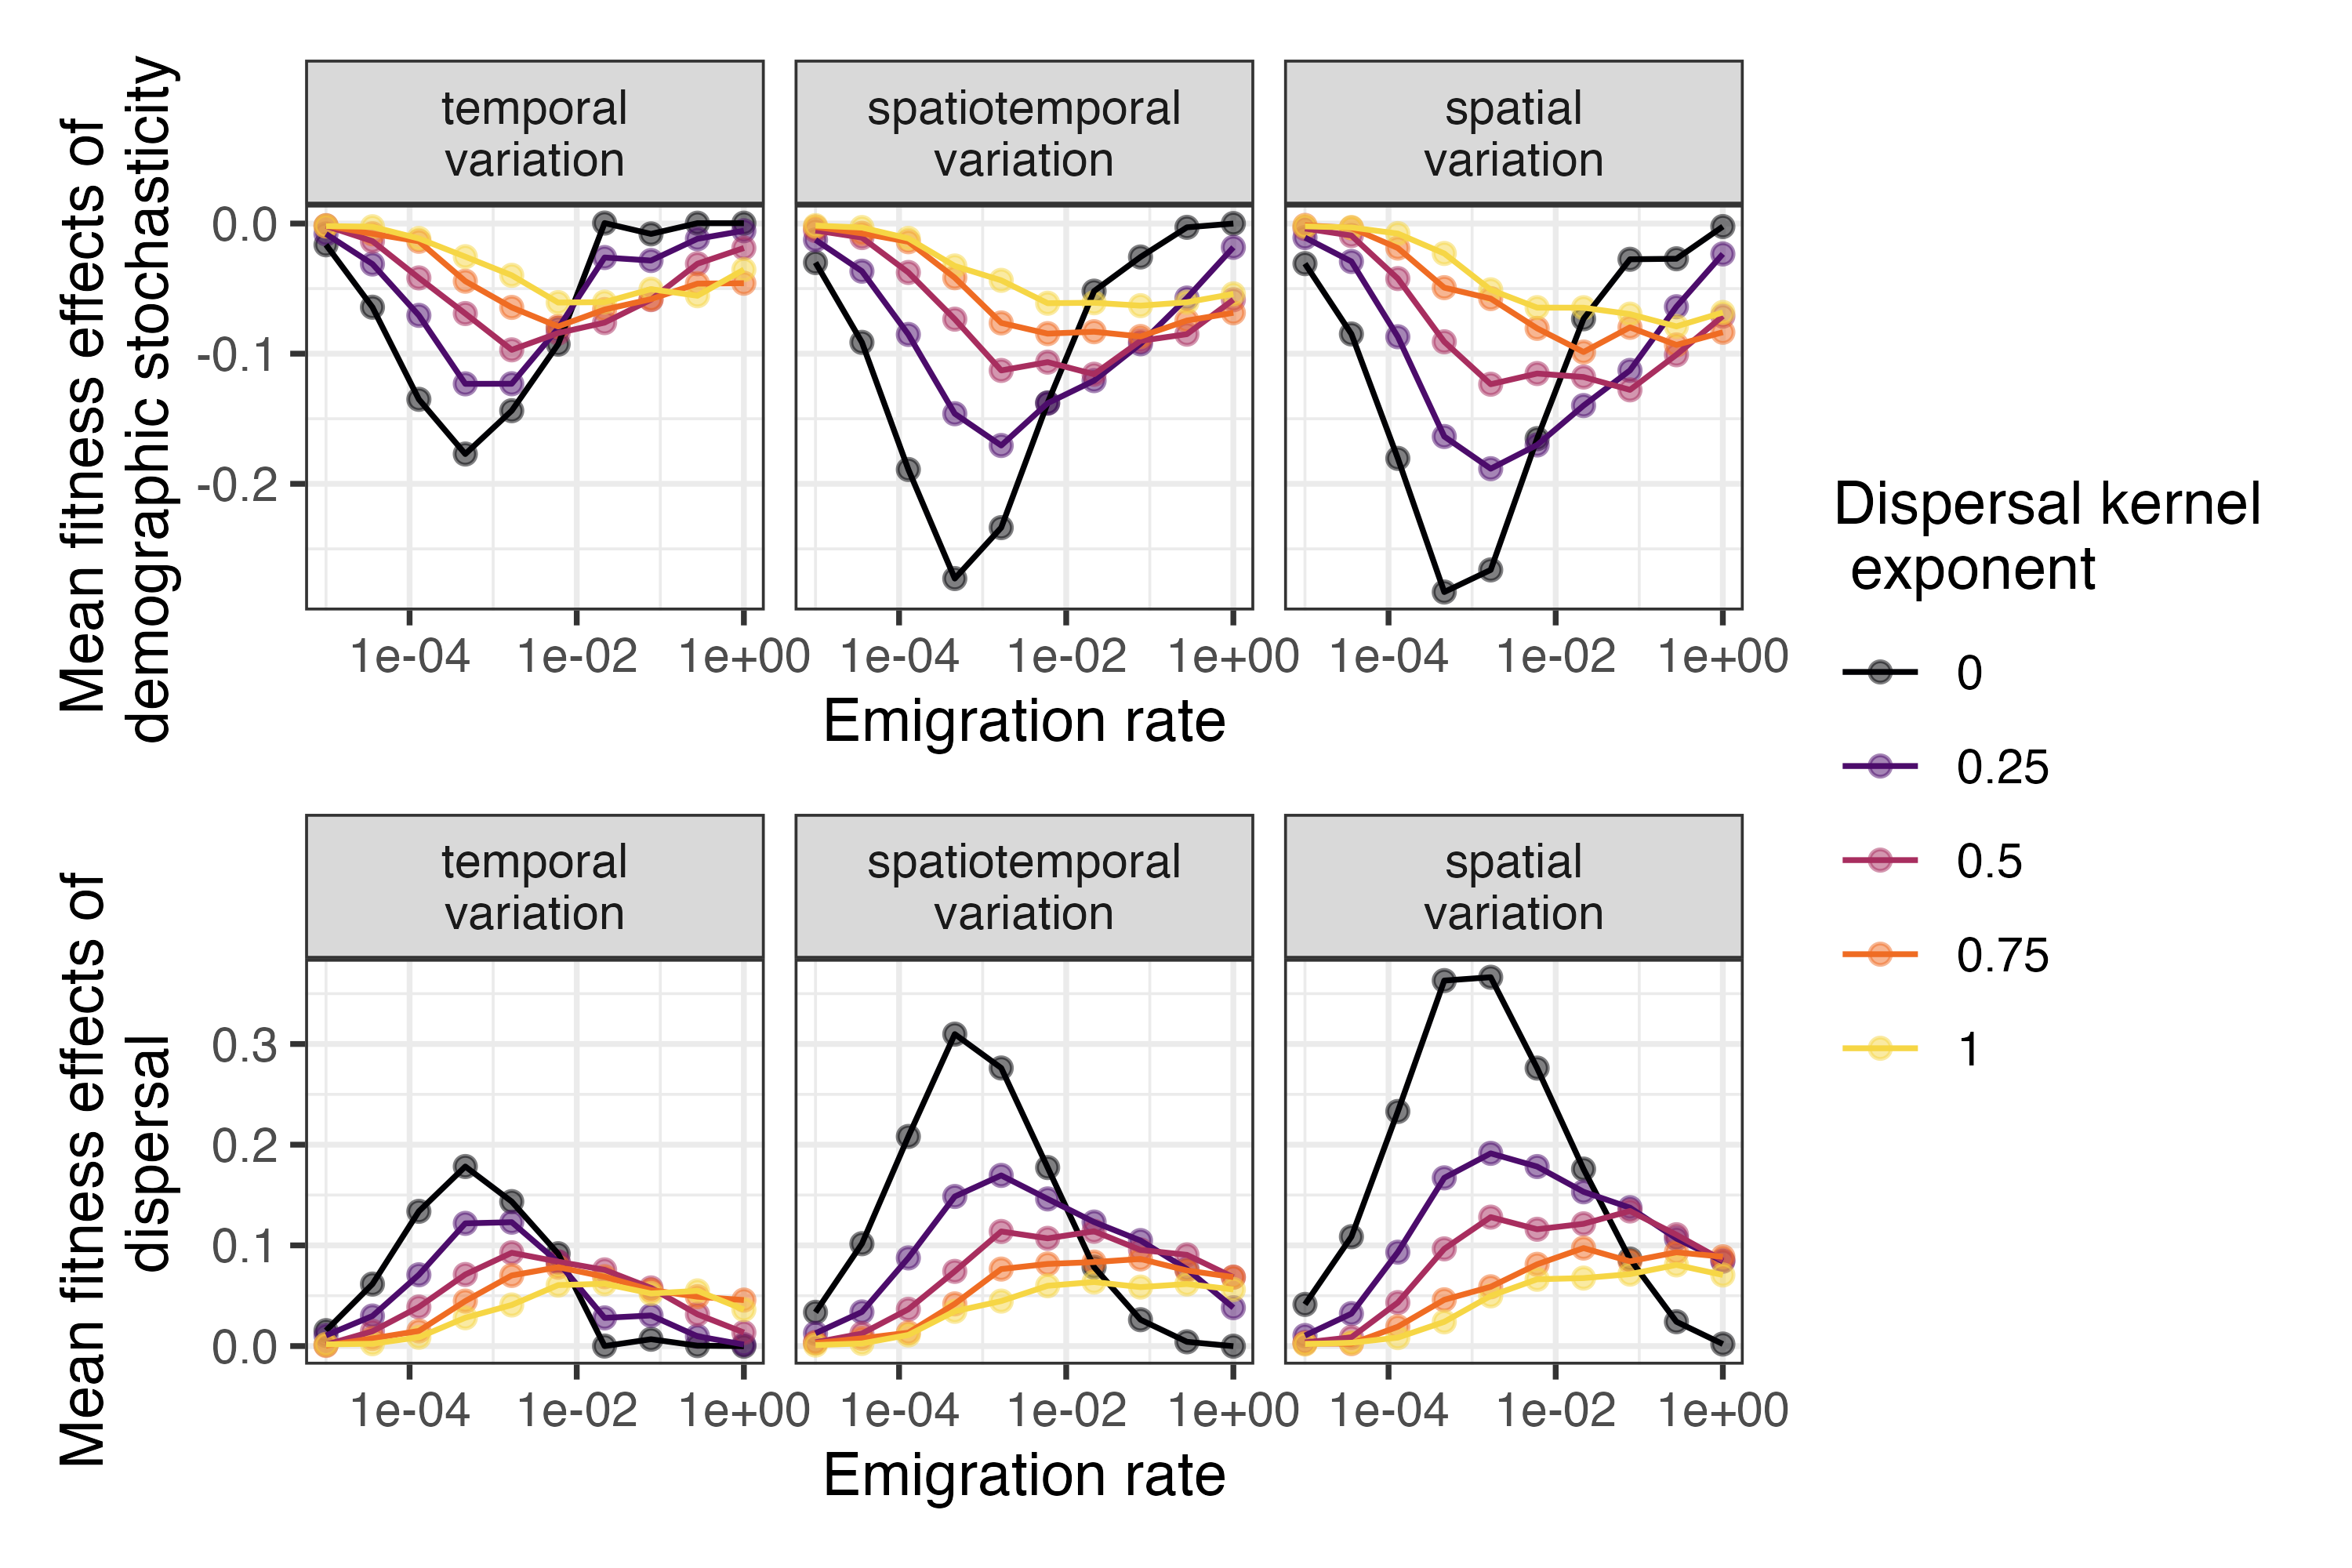 Mean fitness effects of
demographic stochasticity
temporal
variation
spatiotemporal
variation
spatial
variation
0.0
-0.1
-0.2
1e-04 1e-02 1e+00 1e-04 1e-02 1e+00 1e-04 1e-02 1e+00
Emigration rate
Mean fitness effects of
dispersal
temporal
variation
spatiotemporal
variation
spatial
variation
0.3
0.2
0.1
0.0
1e-04 1e-02 1e+00 1e-04 1e-02 1e+00 1e-04 1e-02 1e+00
Emigration rate
Dispersal kernel
exponent
0
0.25
0.5
0.75
1